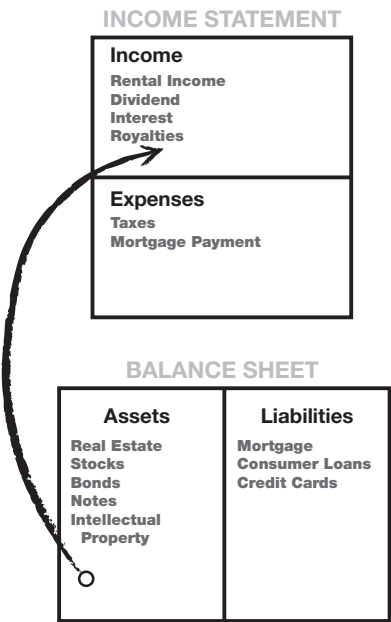 INCOME STATEMENT
Income
Rental Income
Dividend
Interest
Royalties
Expenses
Taxes
Mortgage Payment
BALANCE SHEET
Assets
Real Estate
Stocks
Bonds
Notes
Intellectual
Property
Liabilities
Mortgage
Consumer Loans
Credit Cards